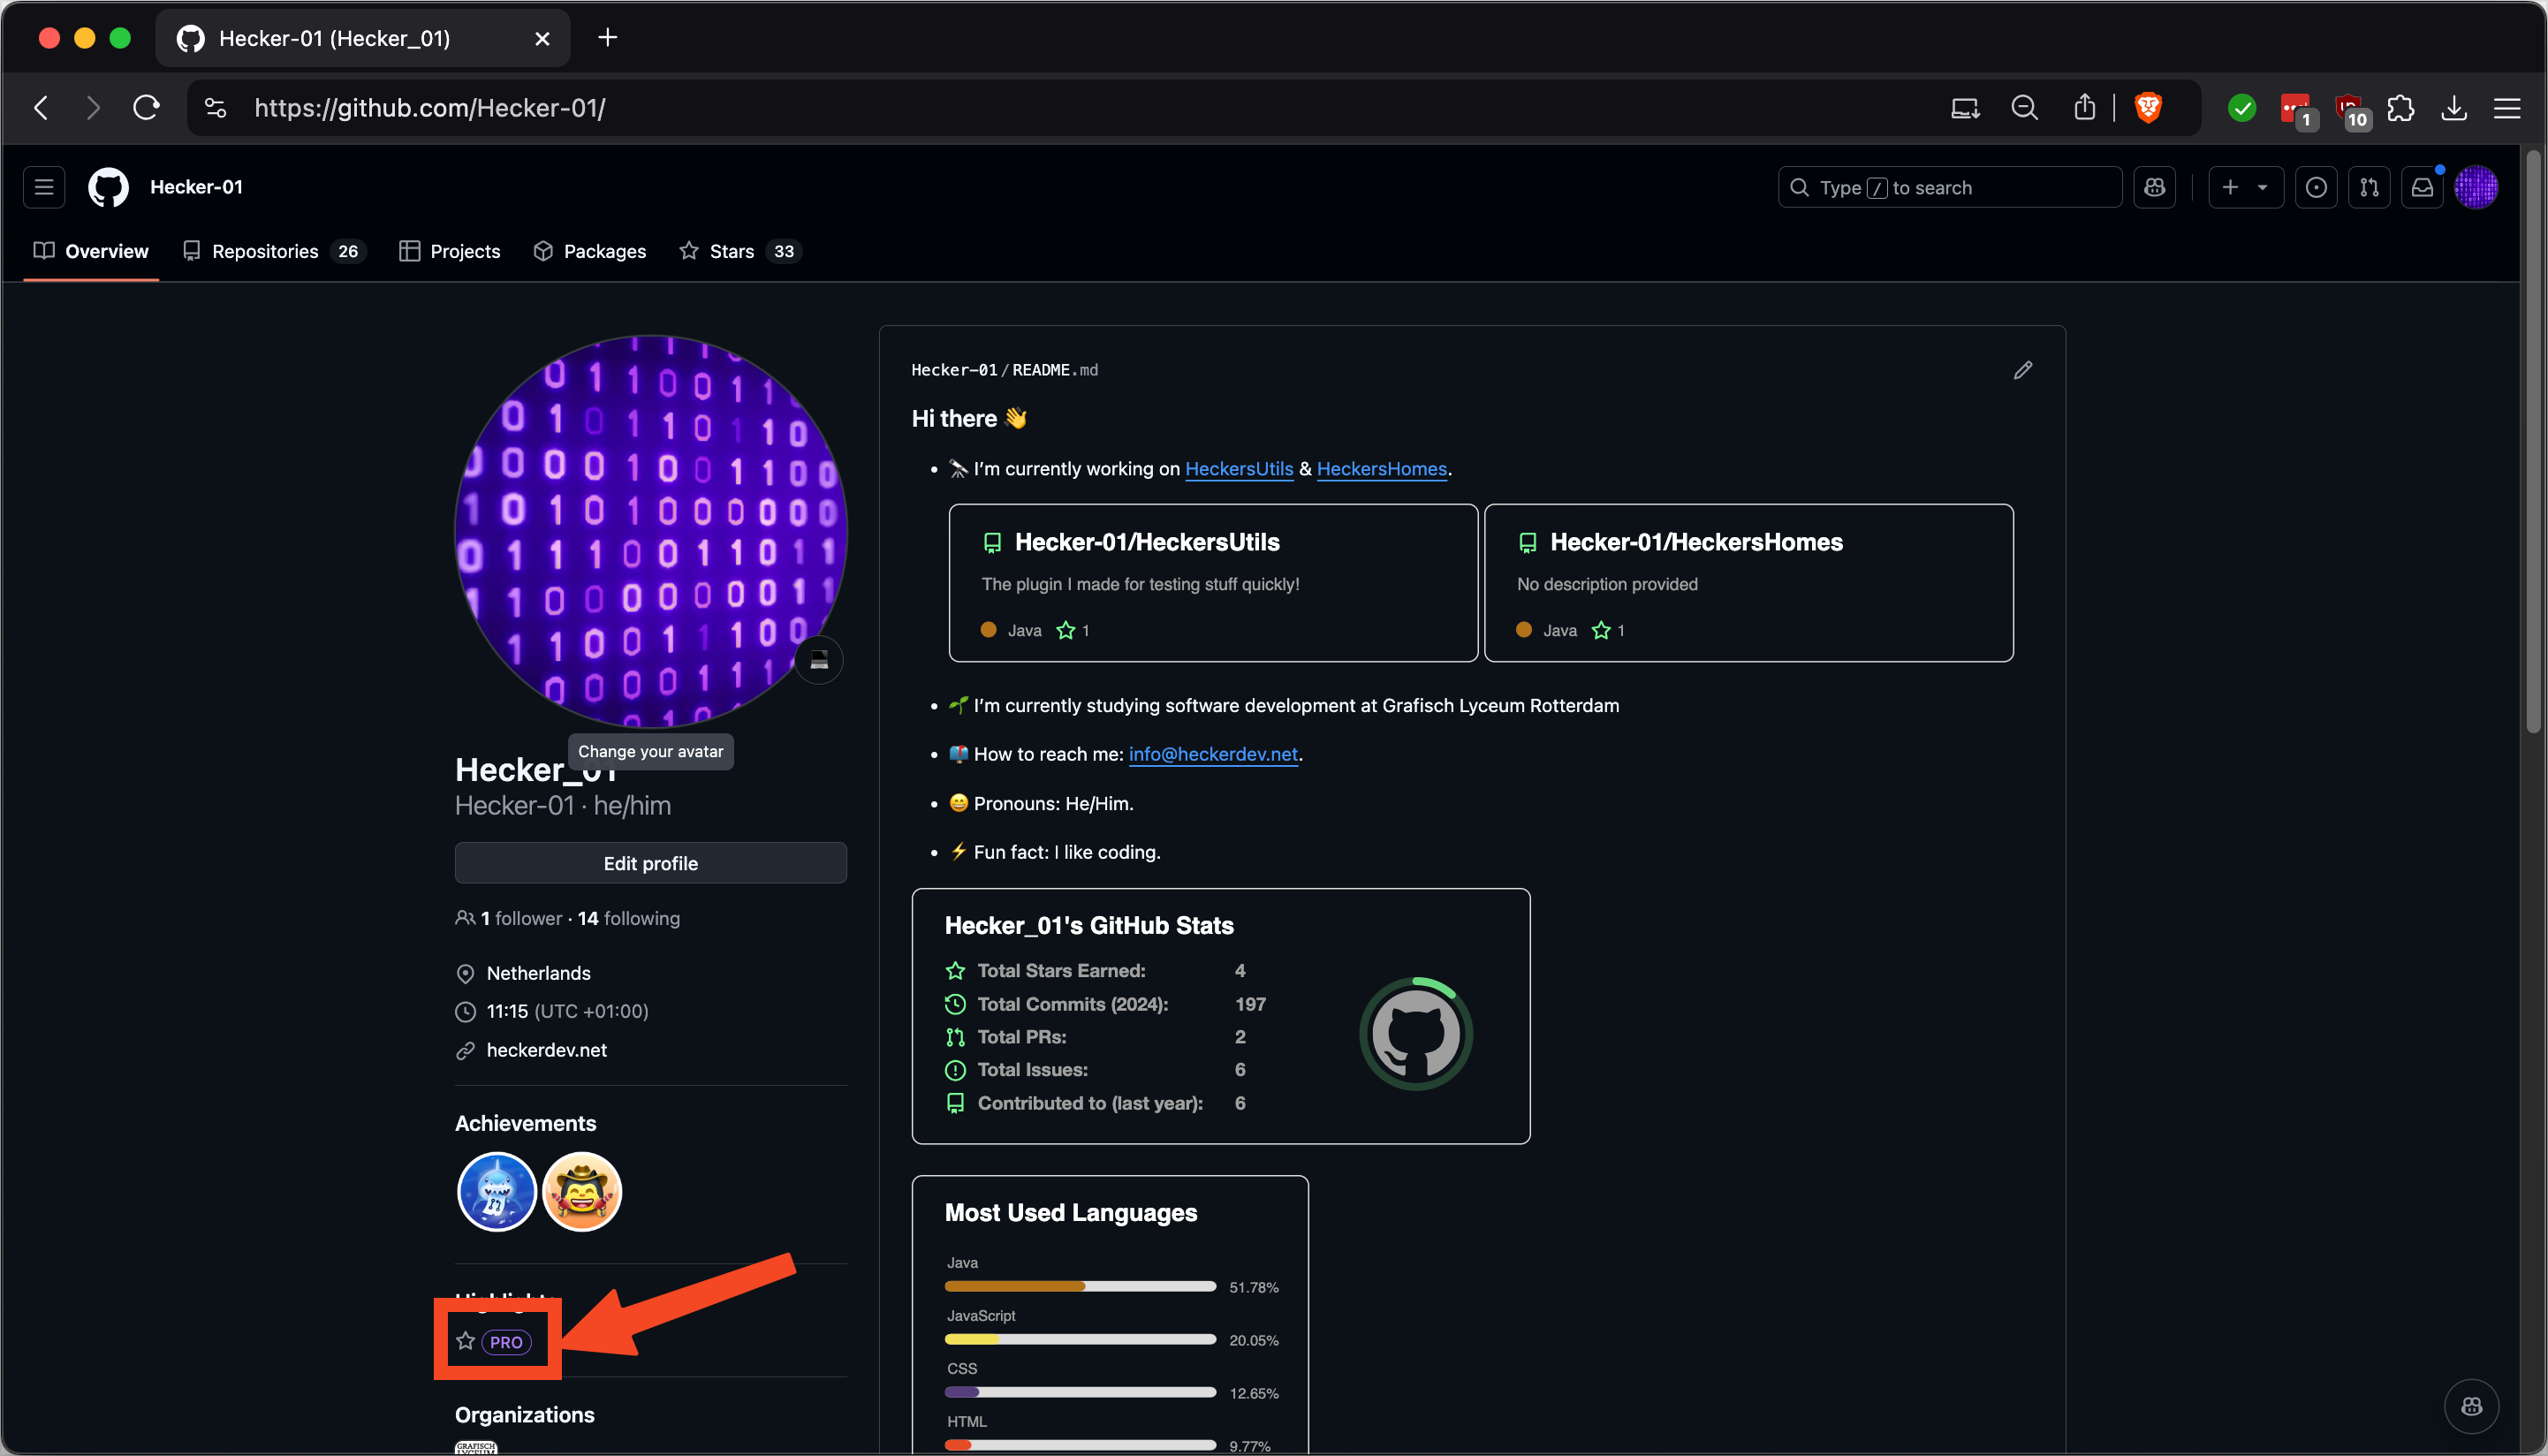 Hecker-01 (Hecker_01)
https://github.com/Hecker-01/
1
10
Hecker-01
Type / to search
Overview
Repositories 26
Projects
Packages
Stars 33
Hecker-01/README.md
Hi there 👋
🔭 I'm currently working on HeckersUtils & HeckersHomes.
Hecker-01/HeckersUtils
The plugin I made for testing stuff quickly!
Java 1
Hecker-01/HeckersHomes
No description provided
Java 1
🌱 I'm currently studying software development at Grafisch Lyceum Rotterdam
📫 How to reach me: info@heckerdev.net.
😄 Pronouns: He/Him.
⚡ Fun fact: I like coding.
Change your avatar
Hecker_01
Hecker-01 · he/him
Edit profile
1 follower · 14 following
Netherlands
11:15 (UTC +01:00)
heckerdev.net
Achievements
Highlights
PRO
Organizations
GRAFISCH
LYCEUM
Hecker_01's GitHub Stats
Total Stars Earned: 4
Total Commits (2024): 197
Total PRs: 2
Total Issues: 6
Contributed to (last year): 6
Most Used Languages
Java
51.78%
JavaScript
20.05%
CSS
12.65%
HTML
9.77%